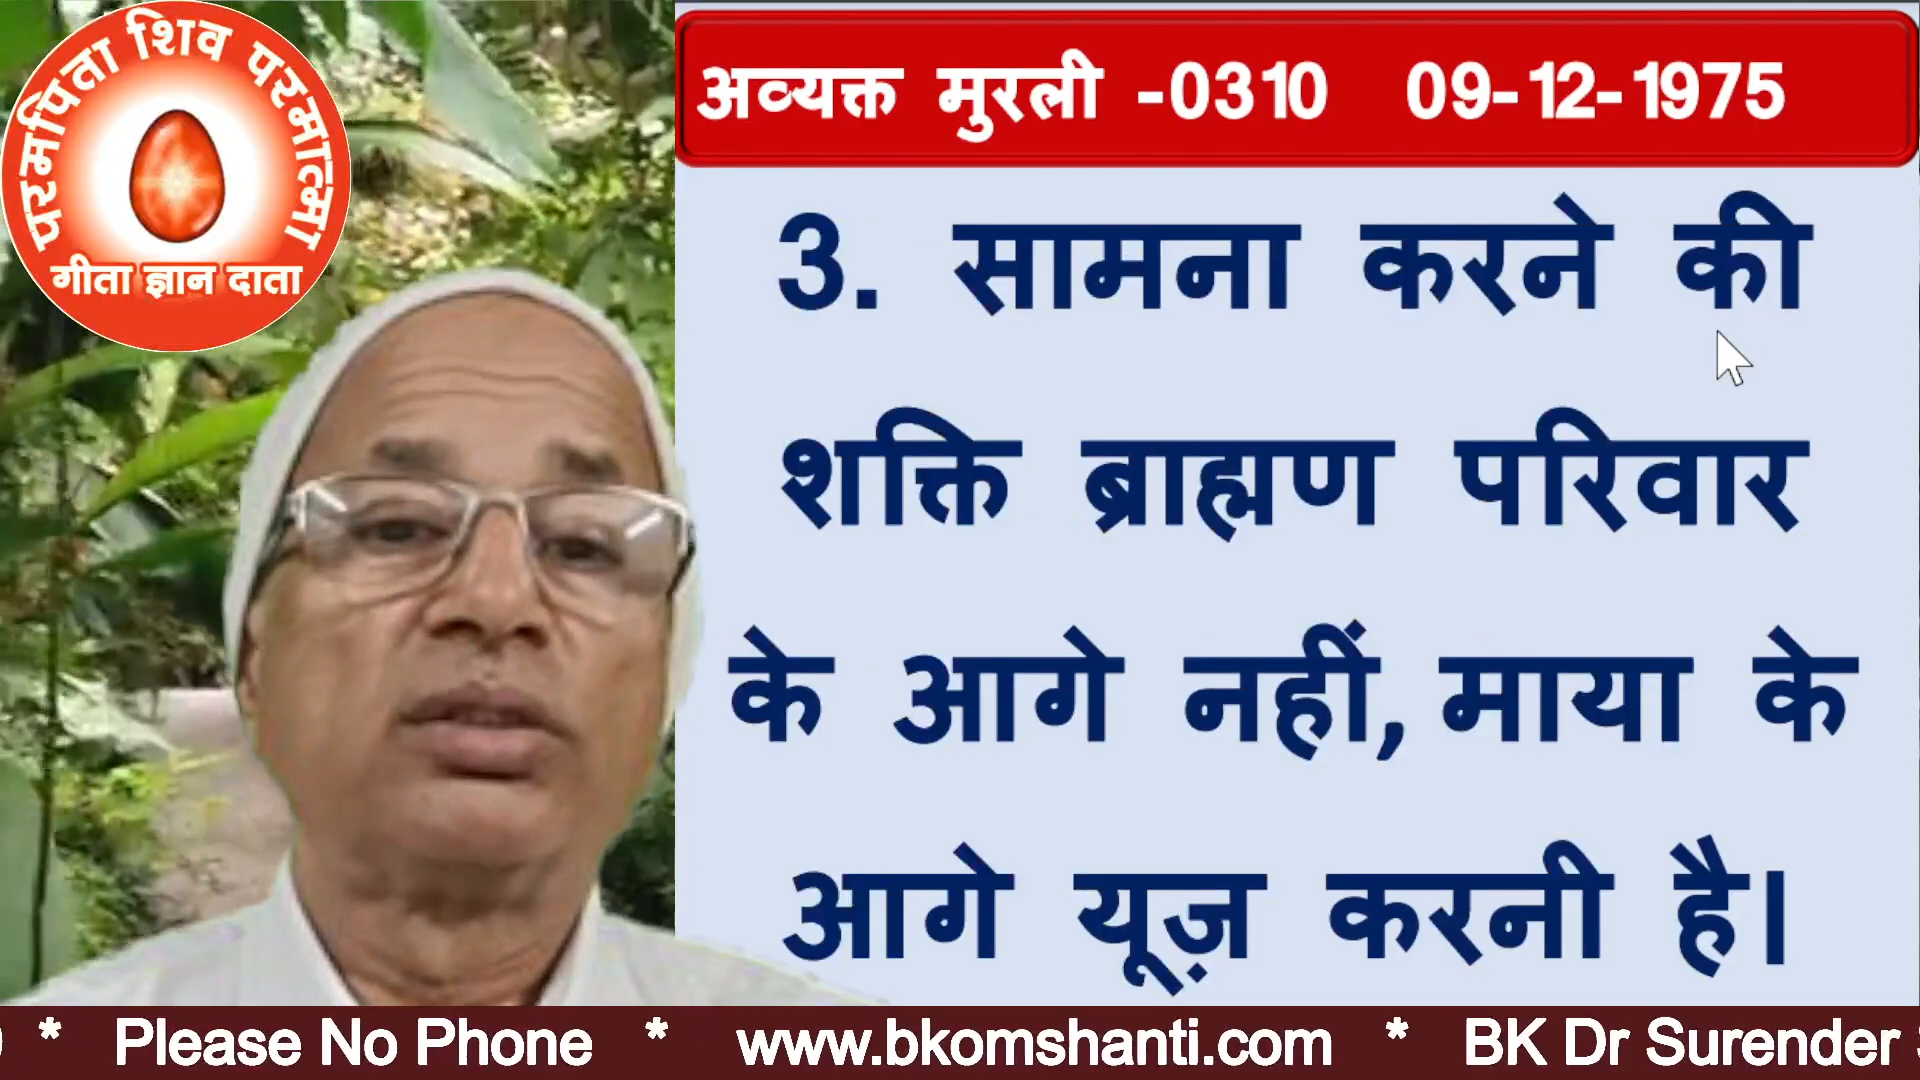 परमपिता शिव परमात्मा
गीता ज्ञान दाता
अव्यक्त मुरली -0310 09-12-1975
3. सामना करने की
शक्ति ब्राह्मण परिवार
के आगे नहीं, माया के
आगे यूज़ करनी है।
* Please No Phone * www.bkomshanti.com * BK Dr Surender